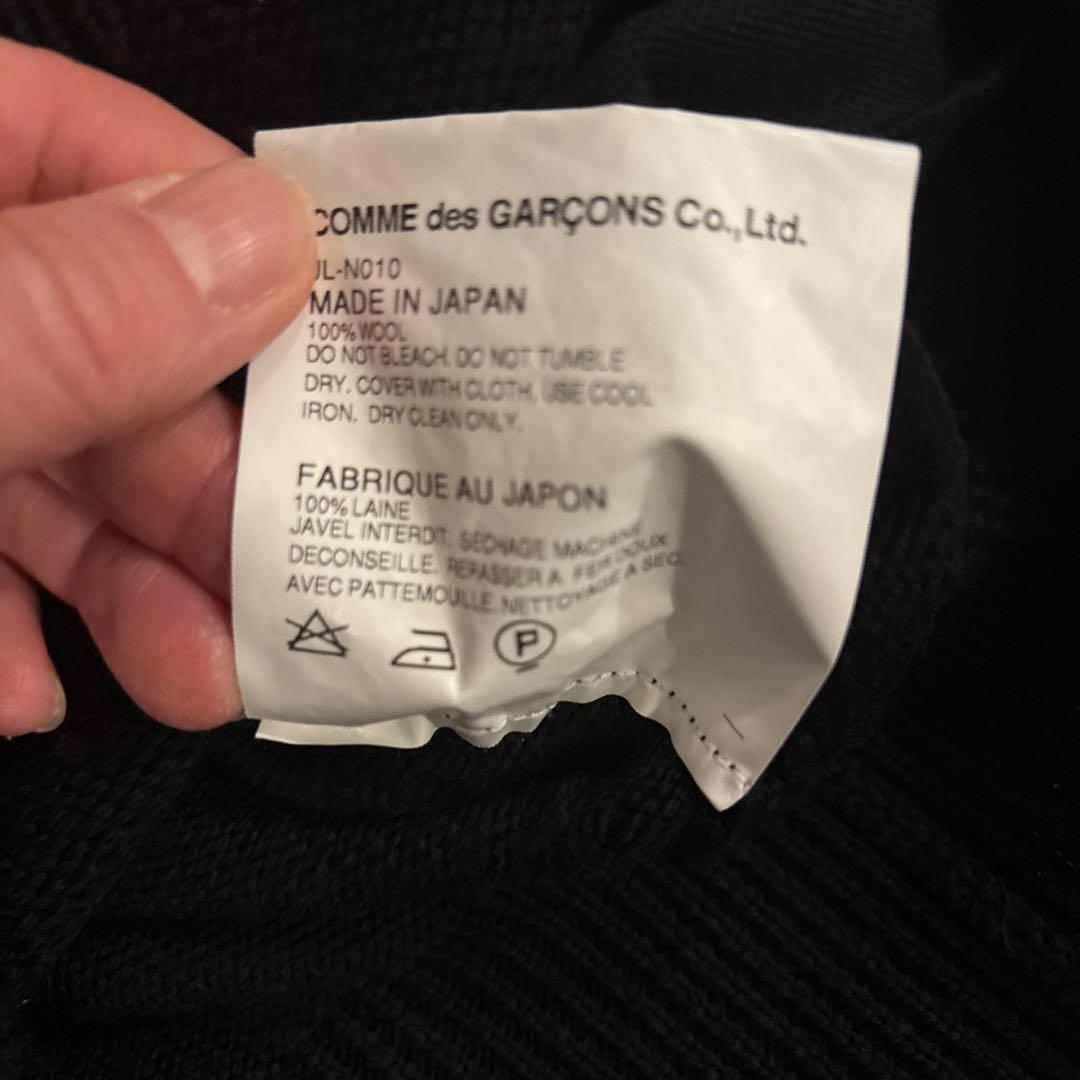 COMME des GARÇONS Co.,Ltd.
JL-N010
MADE IN JAPAN
100% WOOL
DO NOT BLEACH. DO NOT TUMBLE
DRY. COVER WITH CLOTH, USE COOL
IRON. DRY CLEAN ONLY.
FABRIQUE AU JAPON
100% LAINE
JAVEL INTERDIT. SECHAGE MACHINE
DECONSEILLE. REPASSER A FER DOUX
AVEC PATTEMOUILLE. NETTOYAGE A SEC.
P